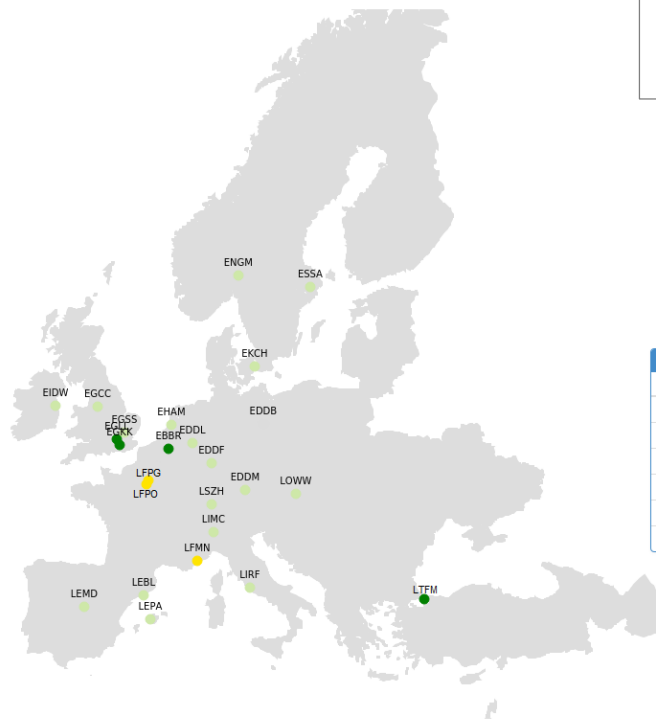 ENGM
ESSA
EKCH
EIDW
EGCC
EHAM
EDDB
EGSS
EGLL
EGKK
EBBR
EDDL
EDDF
LFPG
LFPO
EDDM
LOWW
LSZH
LIMC
LFMN
LIRF
LEBL
LEMD
LEPA
LTFM